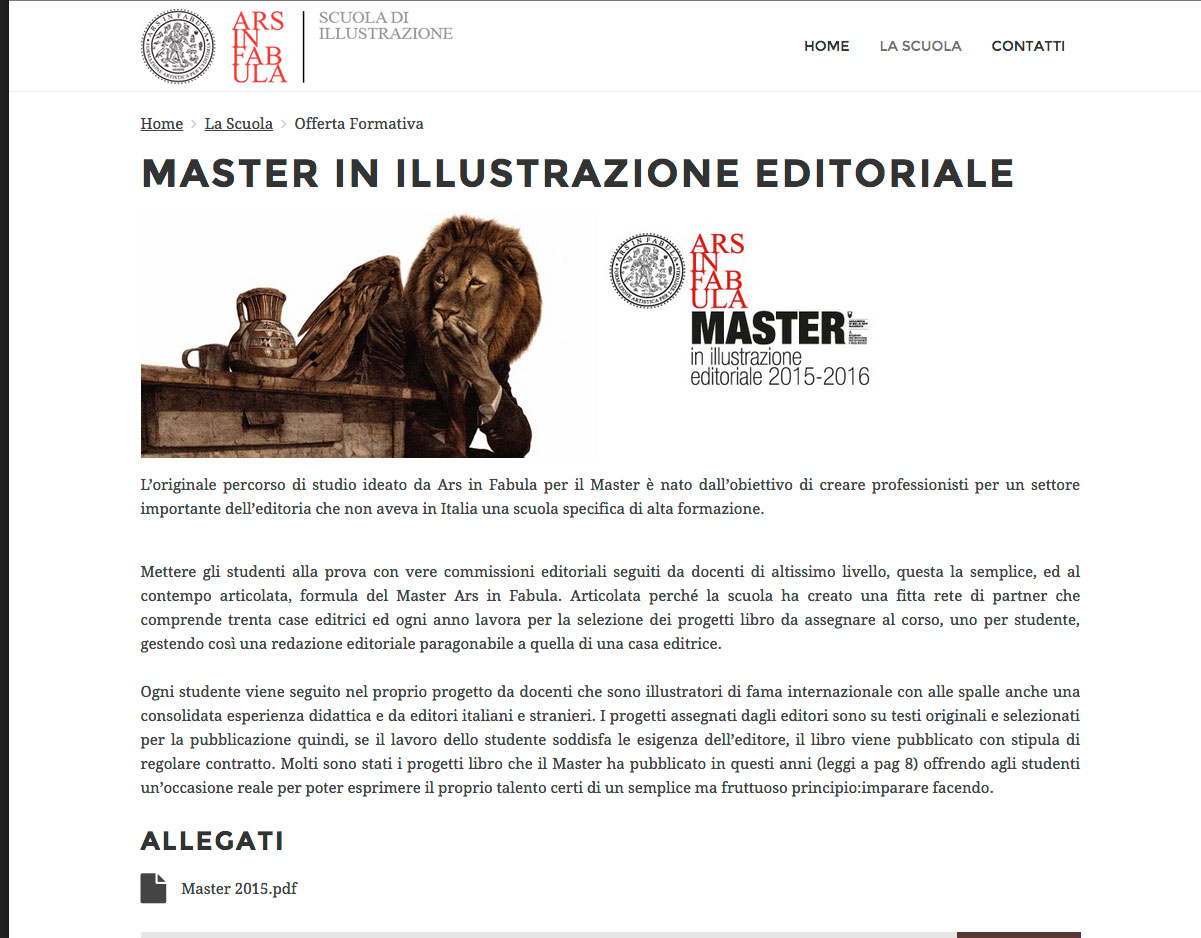 ARS IN FABULA
FORMAZIONE ARTISTICA PER L'EDITORIA
ARS
IN
FAB
ULA
SCUOLA DI
ILLUSTRAZIONE
HOME
LA SCUOLA
CONTATTI
Home > La Scuola > Offerta Formativa
MASTER IN ILLUSTRAZIONE EDITORIALE
ARS IN FABULA
FORMAZIONE ARTISTICA PER L'EDITORIA
ARS
IN
FAB
ULA
MASTER
in illustrazione
editoriale 2015-2016
L’originale percorso di studio ideato da Ars in Fabula per il Master è nato dall’obiettivo di creare professionisti per un settore
importante dell’editoria che non aveva in Italia una scuola specifica di alta formazione.
Mettere gli studenti alla prova con vere commissioni editoriali seguiti da docenti di altissimo livello, questa la semplice, ed al
contempo articolata, formula del Master Ars in Fabula. Articolata perché la scuola ha creato una fitta rete di partner che
comprende trenta case editrici ed ogni anno lavora per la selezione dei progetti libro da assegnare al corso, uno per studente,
gestendo così una redazione editoriale paragonabile a quella di una casa editrice.
Ogni studente viene seguito nel proprio progetto da docenti che sono illustratori di fama internazionale con alle spalle anche una
consolidata esperienza didattica e da editori italiani e stranieri. I progetti assegnati dagli editori sono su testi originali e selezionati
per la pubblicazione quindi, se il lavoro dello studente soddisfa le esigenza dell’editore, il libro viene pubblicato con stipula di
regolare contratto. Molti sono stati i progetti libro che il Master ha pubblicato in questi anni (leggi a pag 8) offrendo agli studenti
un’occasione reale per poter esprimere il proprio talento certi di un semplice ma fruttuoso principio:imparare facendo.
ALLEGATI
Master 2015.pdf